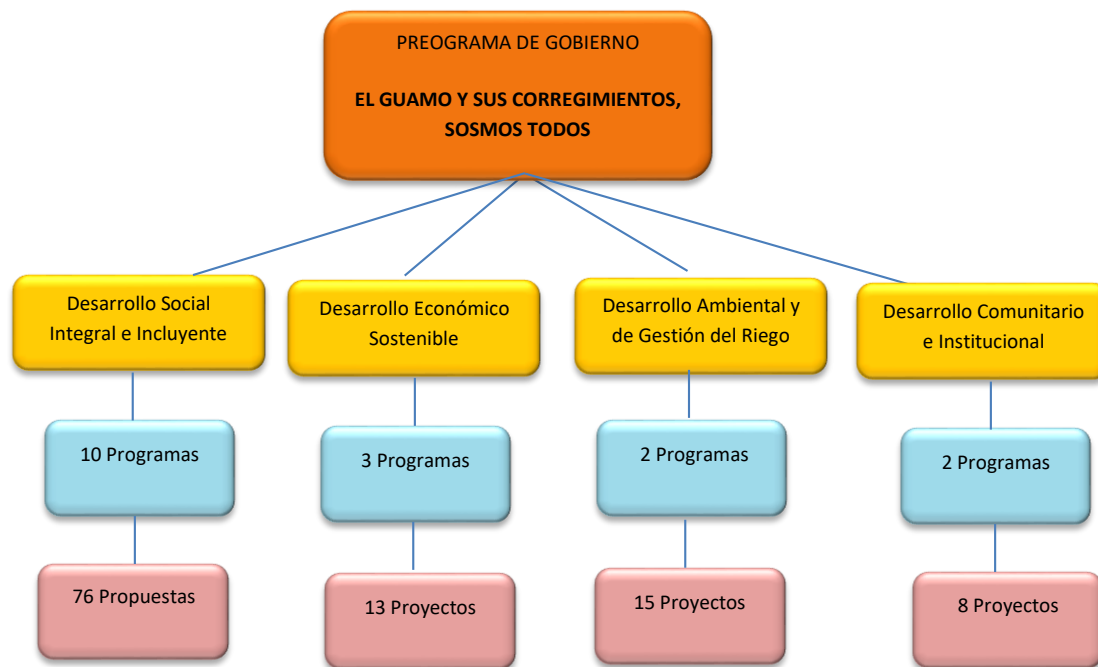 PREOGRAMA DE GOBIERNO
EL GUAMO Y SUS CORREGIMIENTOS,
SOSMOS TODOS
Desarrollo Social
Integral e Incluyente
Desarrollo Económico
Sostenible
Desarrollo Ambiental y
de Gestión del Riego
Desarrollo Comunitario
e Institucional
10 Programas
3 Programas
2 Programas
2 Programas
76 Propuestas
13 Proyectos
15 Proyectos
8 Proyectos